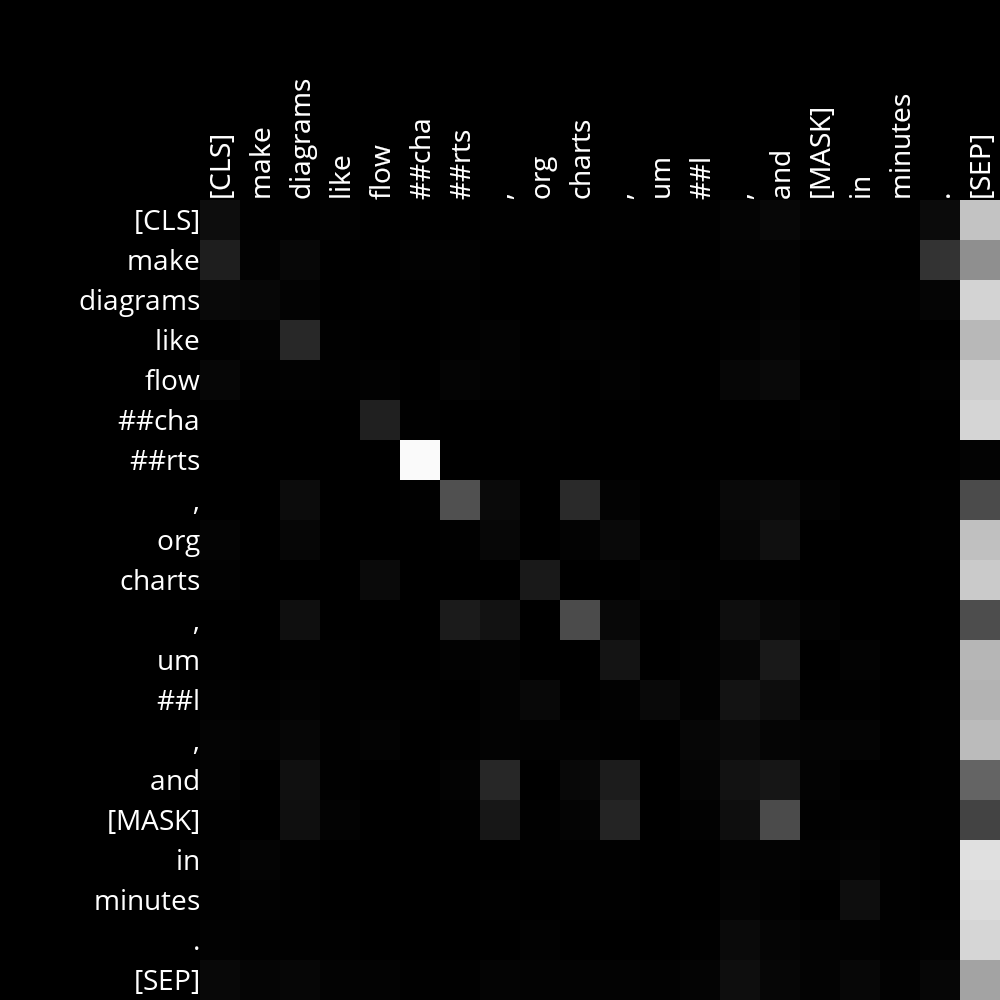 [CLS] make diagrams like flow ##cha ##rts , org charts , um ##l , and [MASK] in minutes . [SEP]
[CLS]
make
diagrams
like
flow
##cha
##rts
,
org
charts
,
um
##l
,
and
[MASK]
in
minutes
.
[SEP]